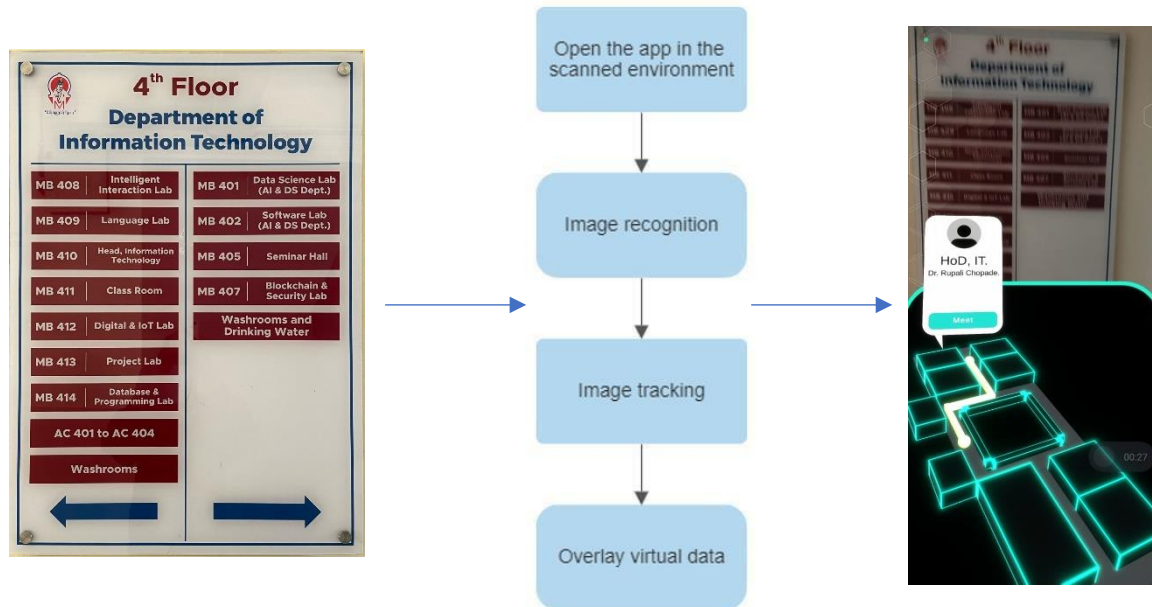 4th Floor
Department of
Information Technology
MB 408
Intelligent
Interaction Lab
MB 409
Language Lab
MB 410
Head, Information
Technology
MB 411
Class Room
MB 412
Digital & IoT Lab
MB 413
Project Lab
MB 414
Database &
Programming Lab
AC 401 to AC 404
Washrooms
MB 401
Data Science Lab
(AI & DS Dept.)
MB 402
Software Lab
(AI & DS Dept.)
MB 405
Seminar Hall
MB 407
Blockchain &
Security Lab
Washrooms and
Drinking Water
Open the app in the
scanned environment
Image recognition
Image tracking
Overlay virtual data
4th Floor
Department of
Information Technology
HoD, IT.
Dr. Rupali Chopade.
Meet
00:27